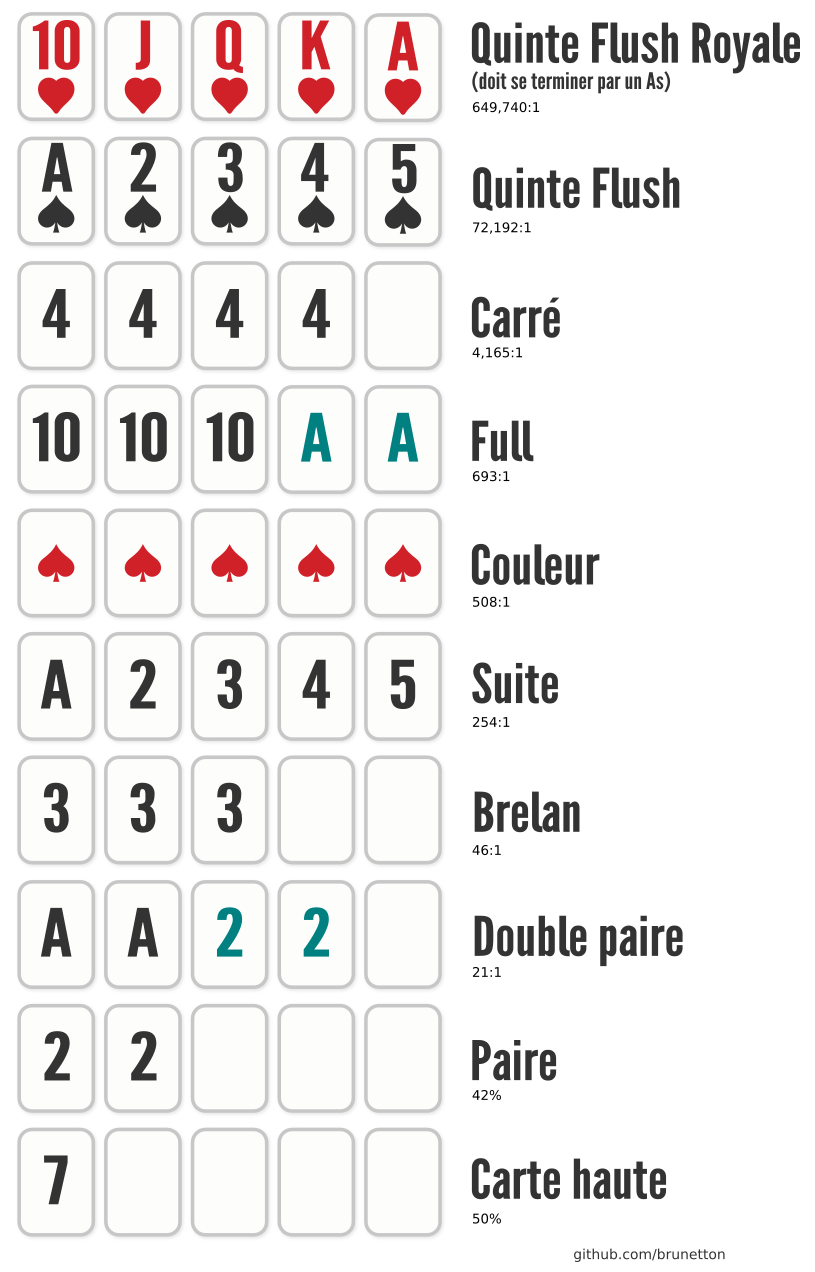 10 J Q K A
Quinte Flush Royale
(doit se terminer par un As)
649,740:1
A 2 3 4 5
Quinte Flush
72,192:1
4 4 4 4
Carré
4,165:1
10 10 10 A A
Full
693:1
Couleur
508:1
A 2 3 4 5
Suite
254:1
3 3 3
Brelan
46:1
A A 2 2
Double paire
21:1
2 2
Paire
42%
7
Carte haute
50%
github.com/brunetton